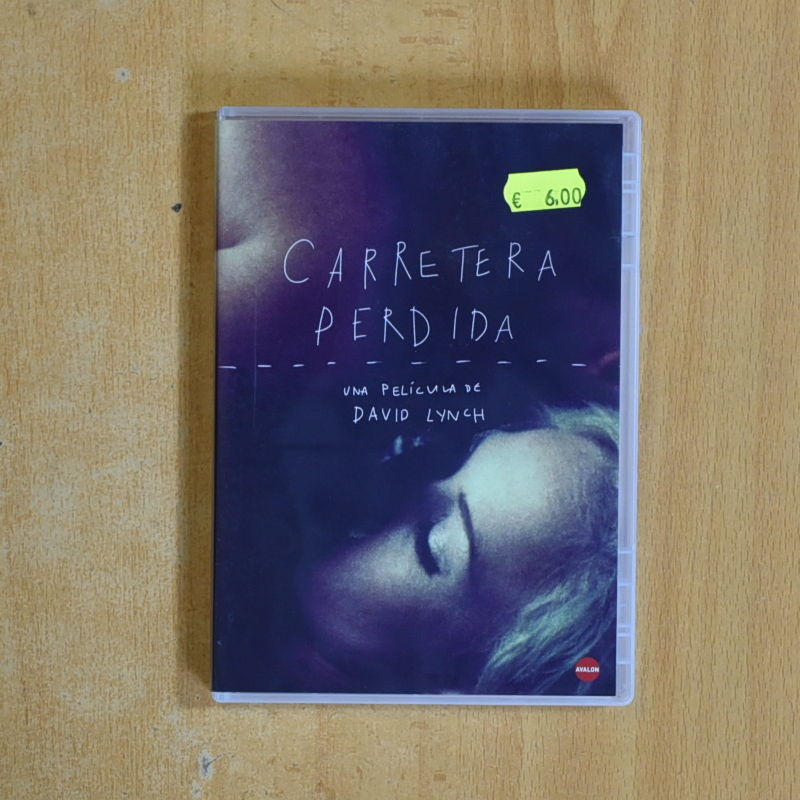 € 6,00
CARRETERA
PERDIDA
UNA PELÍCULA DE
DAVID LYNCH
AVALON